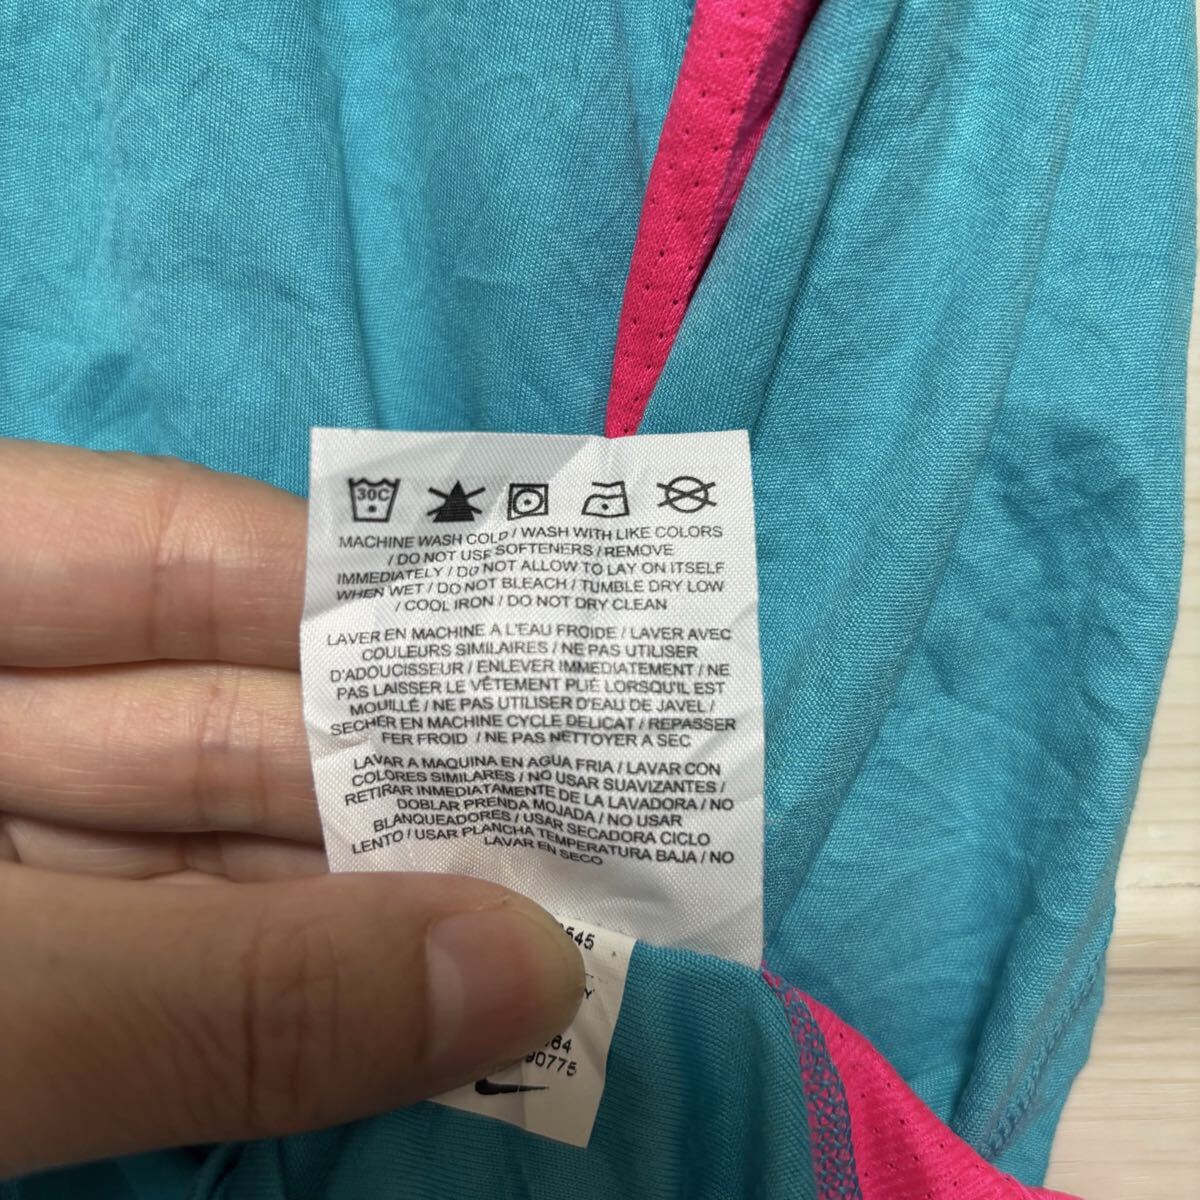 30C
MACHINE WASH COLD / WASH WITH LIKE COLORS
/ DO NOT USE SOFTENERS / REMOVE
IMMEDIATELY / DO NOT ALLOW TO LAY ON ITSELF
WHEN WET / DO NOT BLEACH / TUMBLE DRY LOW
/ COOL IRON / DO NOT DRY CLEAN
LAVER EN MACHINE A L'EAU FROIDE / LAVER AVEC
COULEURS SIMILAIRES / NE PAS UTILISER
D'ADOUCISSEUR / ENLEVER IMMEDIATEMENT / NE
PAS LAISSER LE VÊTEMENT PLIE LORSQU'IL EST
MOUILLÉ / NE PAS UTILISER D'EAU DE JAVEL /
SECHER EN MACHINE CYCLE DELICAT / REPASSER
FER FROID / NE PAS NETTOYER A SEC
LAVAR A MAQUINA EN AGUA FRIA / LAVAR CON
COLORES SIMILARES / NO USAR SUAVIZANTES /
RETIRAR INMEDIATAMENTE DE LA LAVADORA / NO
DOBLAR PRENDA MOJADA / NO USAR
BLANQUEADORES / USAR SECADORA CICLO
LENTO / USAR PLANCHA TEMPERATURA BAJA / NO
LAVAR EN SECO
545
Y
64
90775